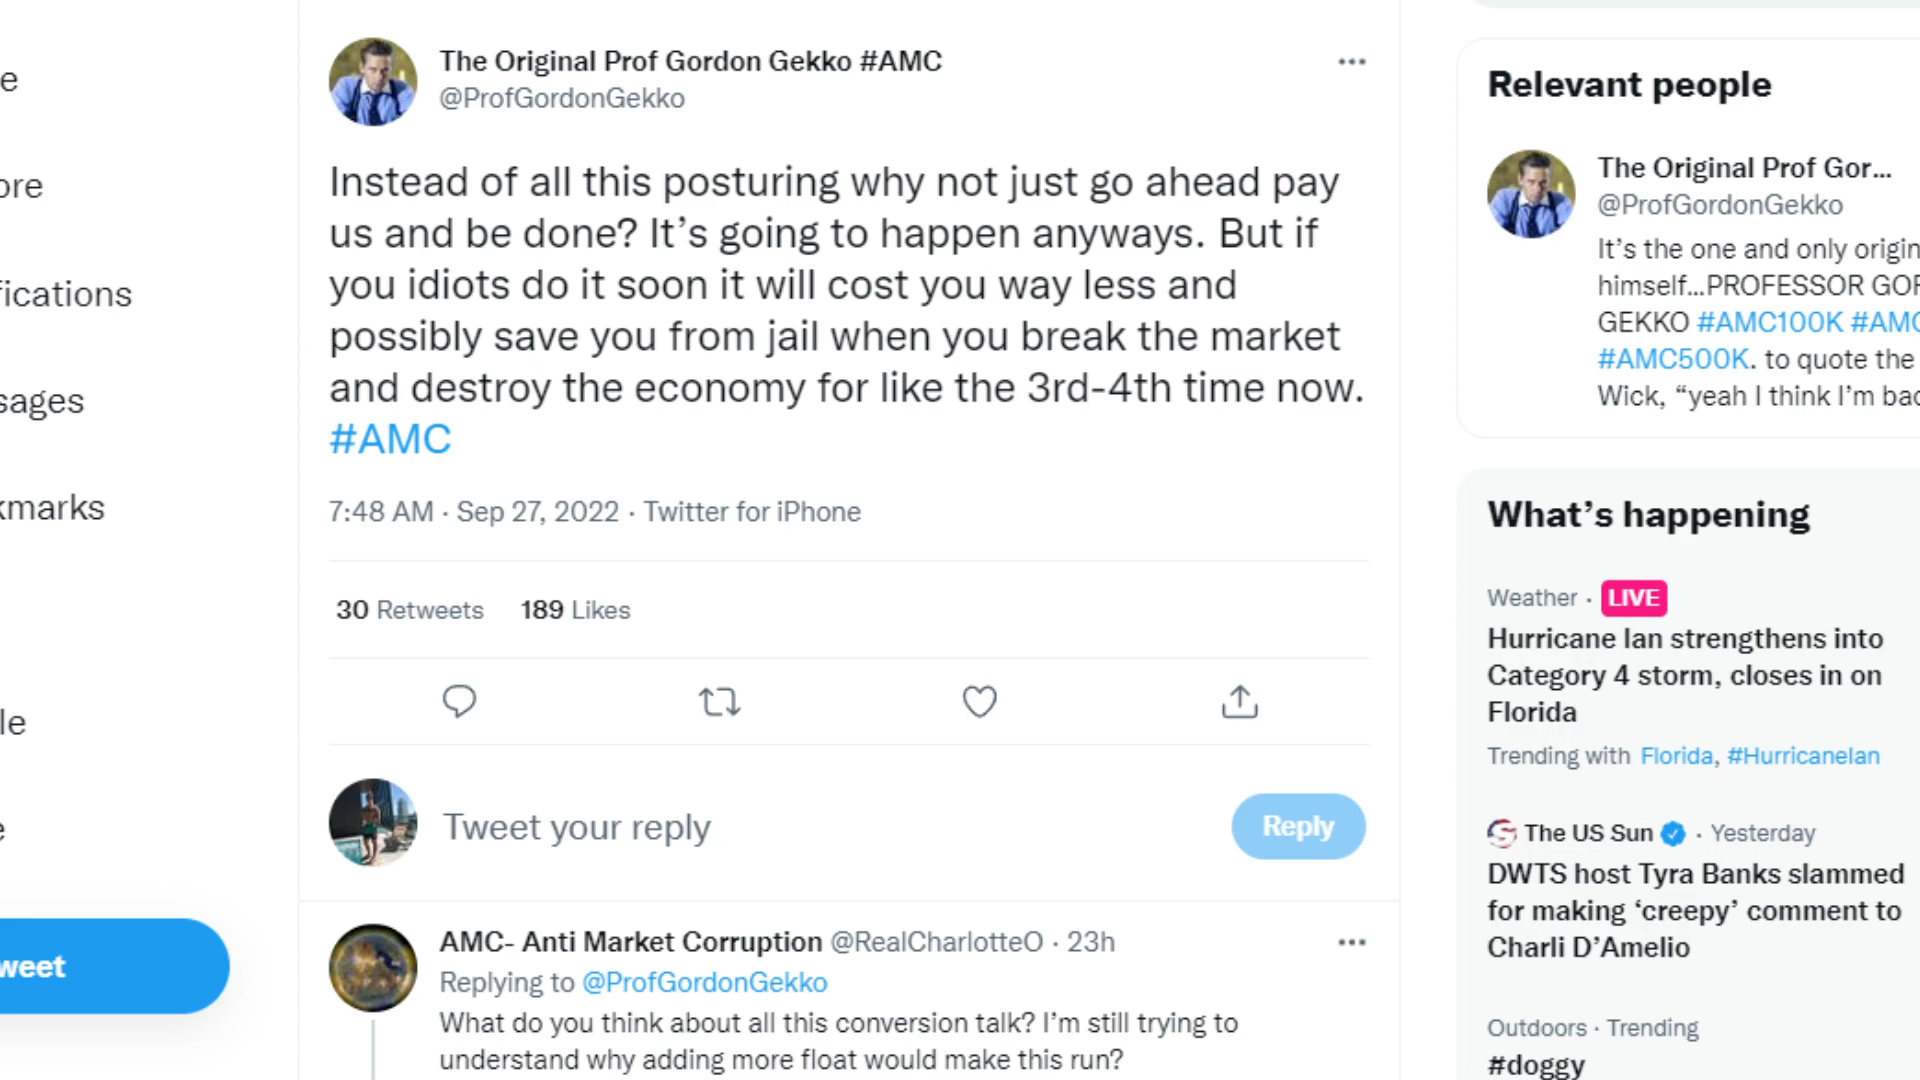 e
ore
fications
sages
kmarks
le
e
weet
The Original Prof Gordon Gekko #AMC
@ProfGordonGekko
Instead of all this posturing why not just go ahead pay
us and be done? It’s going to happen anyways. But if
you idiots do it soon it will cost you way less and
possibly save you from jail when you break the market
and destroy the economy for like the 3rd-4th time now.
#AMC
7:48 AM · Sep 27, 2022 · Twitter for iPhone
30 Retweets 189 Likes
Tweet your reply
Reply
AMC- Anti Market Corruption @RealCharlotteO · 23h
Replying to @ProfGordonGekko
What do you think about all this conversion talk? I’m still trying to
understand why adding more float would make this run?
Relevant people
The Original Prof Gor...
@ProfGordonGekko
It’s the one and only origin
himself...PROFESSOR GOR
GEKKO #AMC100K #AMC
#AMC500K. to quote the
Wick, “yeah I think I’m bac
What’s happening
Weather · LIVE
Hurricane Ian strengthens into
Category 4 storm, closes in on
Florida
Trending with Florida, #HurricaneIan
The US Sun · Yesterday
DWTS host Tyra Banks slammed
for making ‘creepy’ comment to
Charli D’Amelio
Outdoors · Trending
#doggy